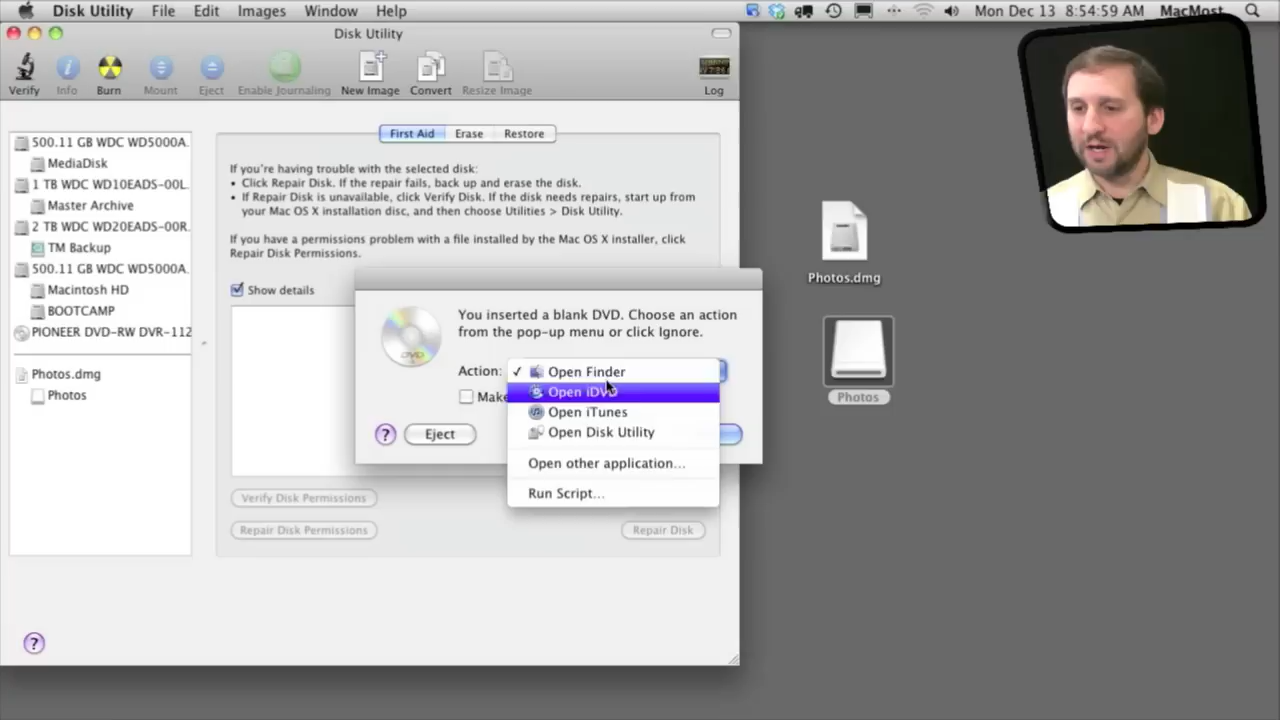 Disk Utility File Edit Images Window Help Mon Dec 13 8:54:59 AM MacMost
Disk Utility
Verify Info Burn Mount Eject Enable Journaling New Image Convert Resize Image Log
First Aid Erase Restore
500.11 GB WDC WD5000A.
MediaDisk
1 TB WDC WD10EADS-00L.
Master Archive
2 TB WDC WD20EADS-00R.
TM Backup
500.11 GB WDC WD5000A.
Macintosh HD
BOOTCAMP
PIONEER DVD-RW DVR-112
Photos.dmg
Photos
If you're having trouble with the selected disk:
• Click Repair Disk. If the repair fails, back up and erase the disk.
• If Repair Disk is unavailable, click Verify Disk. If the disk needs repairs, start up from
your Mac OS X installation disc, and then choose Utilities > Disk Utility.
If you have a permissions problem with a file installed by the Mac OS X installer, click
Repair Disk Permissions.
Show details
You inserted a blank DVD. Choose an action
from the pop-up menu or click Ignore.
DVD
Action:
Open Finder
Open iDVD
Open iTunes
Open Disk Utility
Open other application...
Run Script...
Make
? Eject
Verify Disk Permissions
Repair Disk Permissions Repair Disk
?
Photos.dmg
Photos